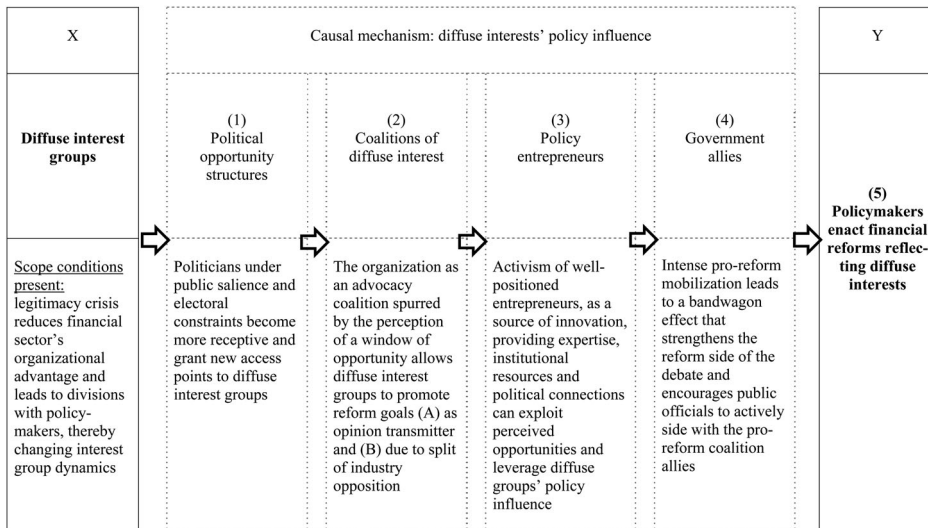 X
Causal mechanism: diffuse interests' policy influence
Y
Diffuse interest
groups
(1)
Political
opportunity
structures
(2)
Coalitions of
diffuse interest
(3)
Policy
entrepreneurs
(4)
Government
allies
(5)
Policymakers
enact financial
reforms reflec-
ting diffuse
interests
Scope conditions
present:
legitimacy crisis
reduces financial
sector's
organizational
advantage and
leads to divisions
with policy-
makers, thereby
changing interest
group dynamics
Politicians under
public salience and
electoral
constraints become
more receptive and
grant new access
points to diffuse
interest groups
The organization as
an advocacy
coalition spurred
by the perception
of a window of
opportunity allows
diffuse interest
groups to promote
reform goals (A) as
opinion transmitter
and (B) due to split
of industry
opposition
Activism of well-
positioned
entrepreneurs, as a
source of innovation,
providing expertise,
institutional
resources and
political connections
can exploit
perceived
opportunities and
leverage diffuse
groups' policy
influence
Intense pro-reform
mobilization leads
to a bandwagon
effect that
strengthens the
reform side of the
debate and
encourages public
officials to actively
side with the pro-
reform coalition
allies